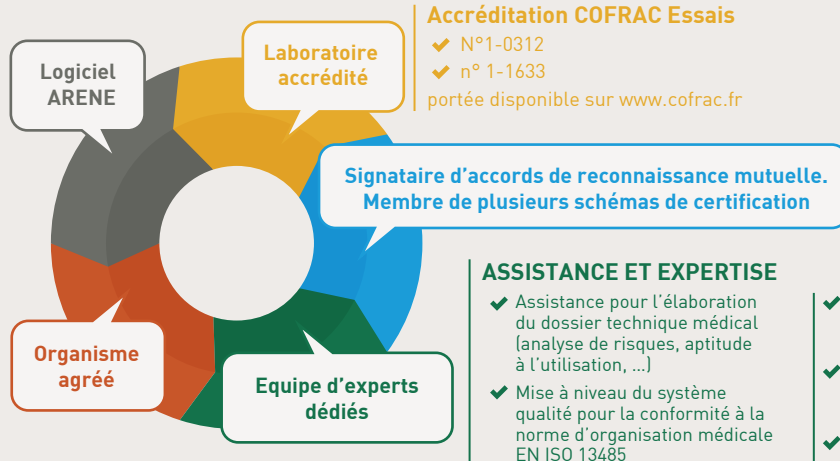 Accréditation COFRAC Essais
N°1-0312
n° 1-1633
portée disponible sur www.cofrac.fr
Laboratoire
accrédité
Logiciel
ARENE
Signataire d’accords de reconnaissance mutuelle.
Membre de plusieurs schémas de certification
ASSISTANCE ET EXPERTISE
Assistance pour l’élaboration
du dossier technique médical
(analyse de risques, aptitude
à l’utilisation, ...)
Mise à niveau du système
qualité pour la conformité à la
norme d’organisation médicale
EN ISO 13485
Organisme
agréé
Equipe d’experts
dédiés